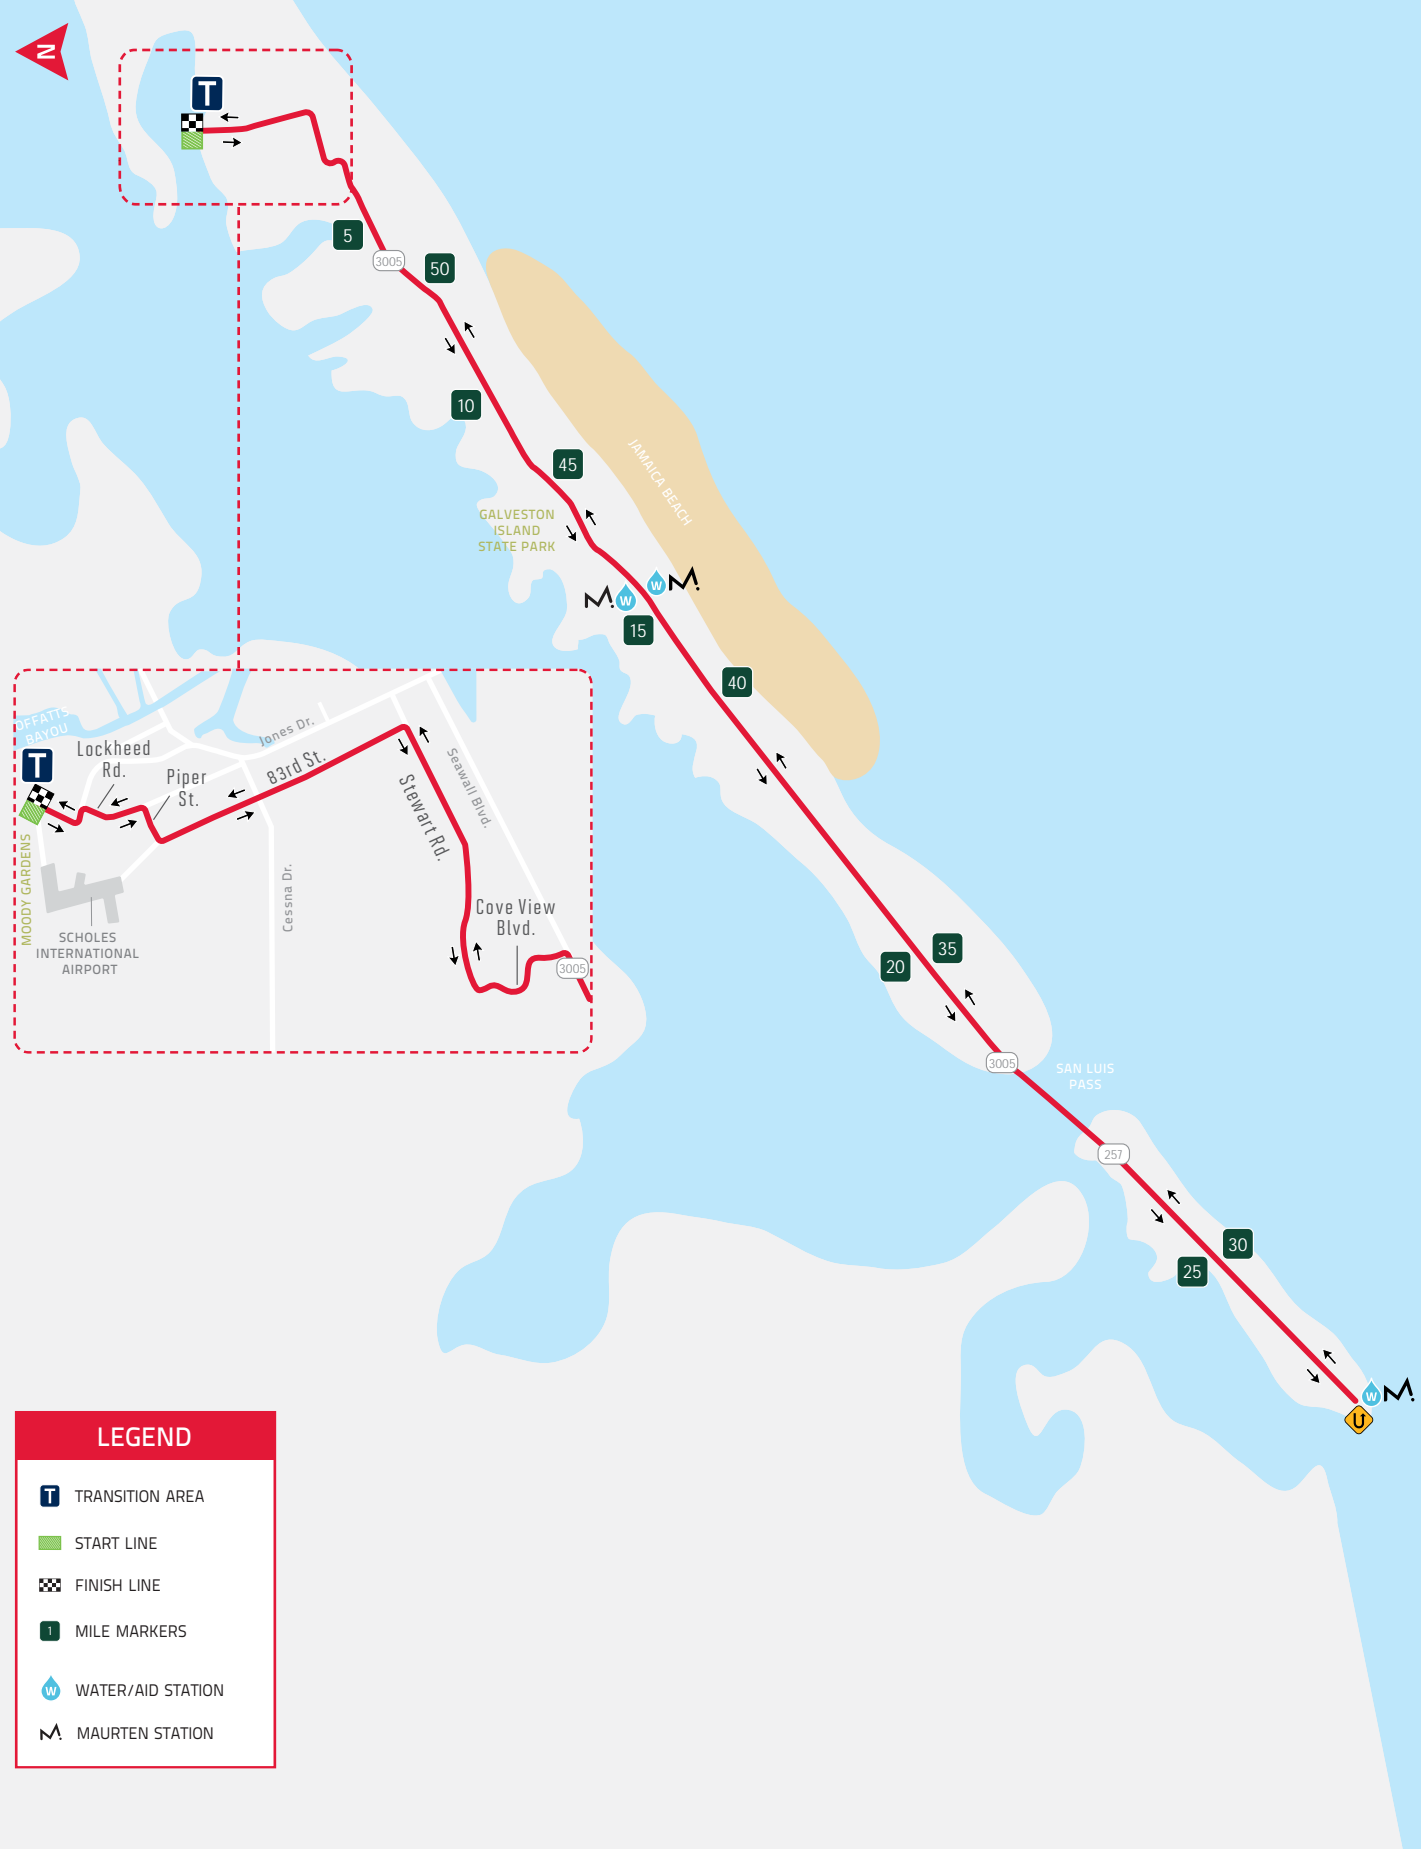 N
T
5
3005
50
10
45
GALVESTON
ISLAND
STATE PARK
JAMAICA BEACH
W
W
15
40
OFFATTS
BAYOU
T
Lockheed
Rd.
Piper
St.
Jones Dr.
83rd St.
Stewart Rd.
Seawall Blvd.
MOODY GARDENS
Cessna Dr.
SCHOLES
INTERNATIONAL
AIRPORT
Cove View
Blvd.
3005
35
20
3005
SAN LUIS
PASS
257
30
25
W
LEGEND
T TRANSITION AREA
START LINE
FINISH LINE
1 MILE MARKERS
W WATER/AID STATION
MAURTEN STATION